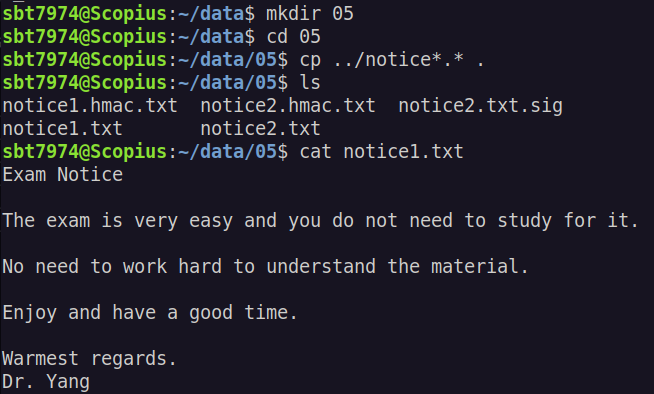 sbt7974@Scopius:~/data$ mkdir 05
sbt7974@Scopius:~/data$ cd 05
sbt7974@Scopius:~/data/05$ cp ../notice*.* .
sbt7974@Scopius:~/data/05$ ls
notice1.hmac.txt  notice2.hmac.txt  notice2.txt.sig
notice1.txt       notice2.txt
sbt7974@Scopius:~/data/05$ cat notice1.txt
Exam Notice
The exam is very easy and you do not need to study for it.
No need to work hard to understand the material.
Enjoy and have a good time.
Warmest regards.
Dr. Yang